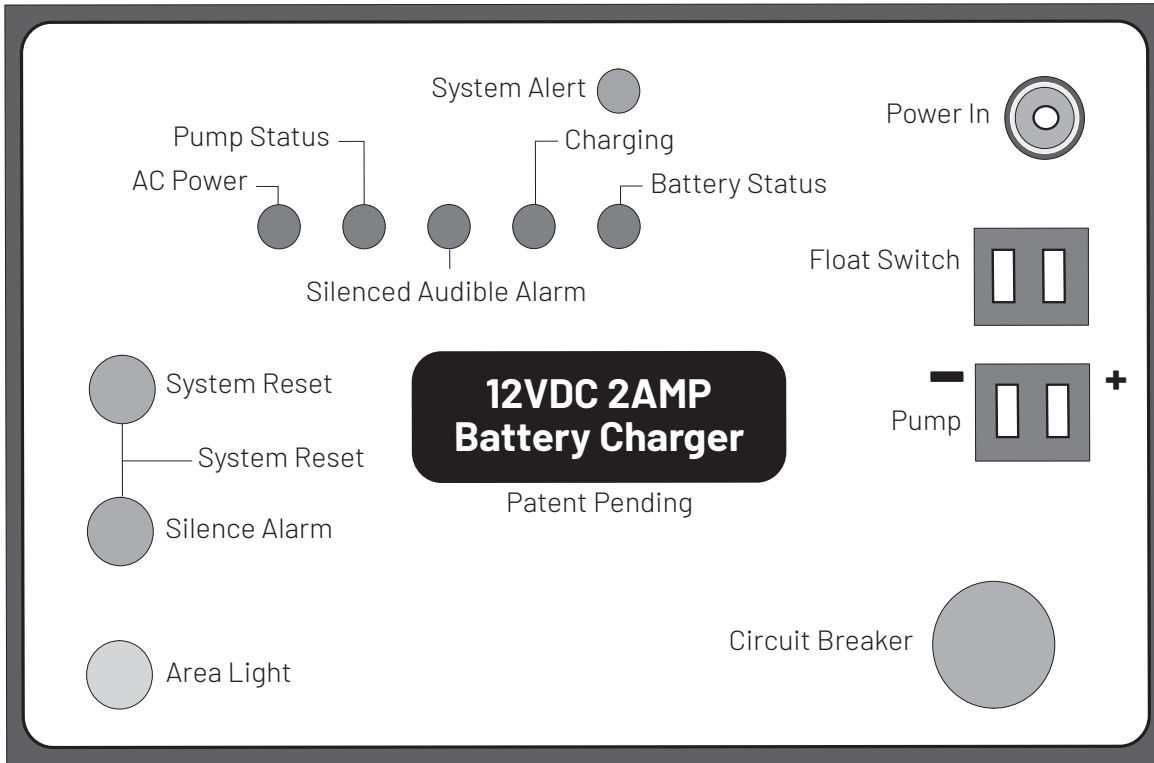 System Alert
Power In
Pump Status
Charging
AC Power
Battery Status
Float Switch
Silenced Audible Alarm
System Reset
12VDC 2AMP
Battery Charger
- +
Pump
System Reset
Patent Pending
Silence Alarm
Circuit Breaker
Area Light